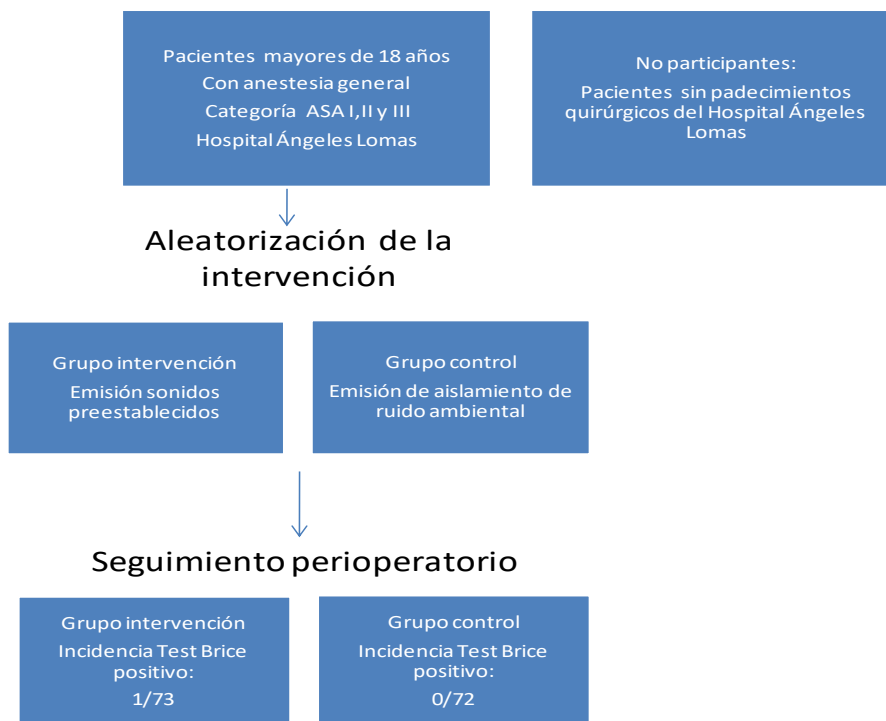 Pacientes mayores de 18 años
Con anestesia general
Categoría ASA I,II y III
Hospital Ángeles Lomas
No participantes:
Pacientes sin padecimientos
quirúrgicos del Hospital Ángeles
Lomas
Aleatorización de la
intervención
Grupo intervención
Emisión sonidos
preestablecidos
Grupo control
Emisión de aislamiento de
ruido ambiental
Seguimiento perioperatorio
Grupo intervención
Incidencia Test Brice
positivo:
1/73
Grupo control
Incidencia Test Brice
positivo:
0/72